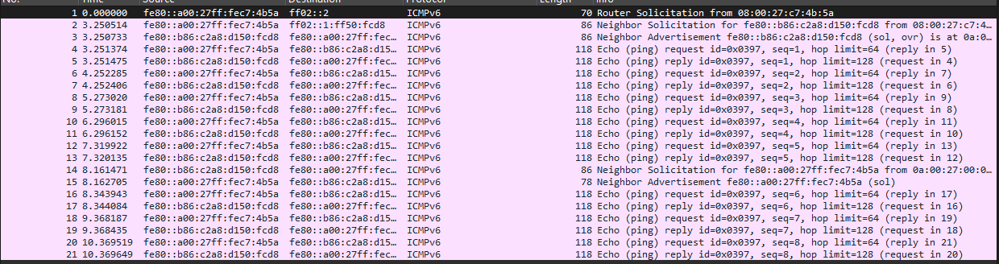 No. Time Source Destination Protocol Length Info
1 0.000000 fe80::a00:27ff:fec7:4b5a ff02::2 ICMPv6 70 Router Solicitation from 08:00:27:c7:4b:5a
2 3.250514 fe80::a00:27ff:fec7:4b5a ff02::1:ff50:fcd8 ICMPv6 86 Neighbor Solicitation for fe80::b86:c2a8:d150:fcd8 from 08:00:27:c7:4…
3 3.250733 fe80::b86:c2a8:d150:fcd8 fe80::a00:27ff:fec… ICMPv6 86 Neighbor Advertisement fe80::b86:c2a8:d150:fcd8 (sol, ovr) is at 0a:0…
4 3.251374 fe80::a00:27ff:fec7:4b5a fe80::b86:c2a8:d15… ICMPv6 118 Echo (ping) request id=0x0397, seq=1, hop limit=64 (reply in 5)
5 3.251475 fe80::b86:c2a8:d150:fcd8 fe80::a00:27ff:fec… ICMPv6 118 Echo (ping) reply id=0x0397, seq=1, hop limit=128 (request in 4)
6 4.252285 fe80::a00:27ff:fec7:4b5a fe80::b86:c2a8:d15… ICMPv6 118 Echo (ping) request id=0x0397, seq=2, hop limit=64 (reply in 7)
7 4.252406 fe80::b86:c2a8:d150:fcd8 fe80::a00:27ff:fec… ICMPv6 118 Echo (ping) reply id=0x0397, seq=2, hop limit=128 (request in 6)
8 5.273020 fe80::a00:27ff:fec7:4b5a fe80::b86:c2a8:d15… ICMPv6 118 Echo (ping) request id=0x0397, seq=3, hop limit=64 (reply in 9)
9 5.273181 fe80::b86:c2a8:d150:fcd8 fe80::a00:27ff:fec… ICMPv6 118 Echo (ping) reply id=0x0397, seq=3, hop limit=128 (request in 8)
10 6.296015 fe80::a00:27ff:fec7:4b5a fe80::b86:c2a8:d15… ICMPv6 118 Echo (ping) request id=0x0397, seq=4, hop limit=64 (reply in 11)
11 6.296152 fe80::b86:c2a8:d150:fcd8 fe80::a00:27ff:fec… ICMPv6 118 Echo (ping) reply id=0x0397, seq=4, hop limit=128 (request in 10)
12 7.319922 fe80::a00:27ff:fec7:4b5a fe80::b86:c2a8:d15… ICMPv6 118 Echo (ping) request id=0x0397, seq=5, hop limit=64 (reply in 13)
13 7.320135 fe80::b86:c2a8:d150:fcd8 fe80::a00:27ff:fec… ICMPv6 118 Echo (ping) reply id=0x0397, seq=5, hop limit=128 (request in 12)
14 8.161471 fe80::b86:c2a8:d150:fcd8 fe80::a00:27ff:fec… ICMPv6 86 Neighbor Solicitation for fe80::a00:27ff:fec7:4b5a from 0a:00:27:00:0…
15 8.162705 fe80::a00:27ff:fec7:4b5a fe80::b86:c2a8:d15… ICMPv6 78 Neighbor Advertisement fe80::a00:27ff:fec7:4b5a (sol)
16 8.343943 fe80::a00:27ff:fec7:4b5a fe80::b86:c2a8:d15… ICMPv6 118 Echo (ping) request id=0x0397, seq=6, hop limit=64 (reply in 17)
17 8.344084 fe80::b86:c2a8:d150:fcd8 fe80::a00:27ff:fec… ICMPv6 118 Echo (ping) reply id=0x0397, seq=6, hop limit=128 (request in 16)
18 9.368187 fe80::a00:27ff:fec7:4b5a fe80::b86:c2a8:d15… ICMPv6 118 Echo (ping) request id=0x0397, seq=7, hop limit=64 (reply in 19)
19 9.368435 fe80::b86:c2a8:d150:fcd8 fe80::a00:27ff:fec… ICMPv6 118 Echo (ping) reply id=0x0397, seq=7, hop limit=128 (request in 18)
20 10.369519 fe80::a00:27ff:fec7:4b5a fe80::b86:c2a8:d15… ICMPv6 118 Echo (ping) request id=0x0397, seq=8, hop limit=64 (reply in 21)
21 10.369649 fe80::b86:c2a8:d150:fcd8 fe80::a00:27ff:fec… ICMPv6 118 Echo (ping) reply id=0x0397, seq=8, hop limit=128 (request in 20)